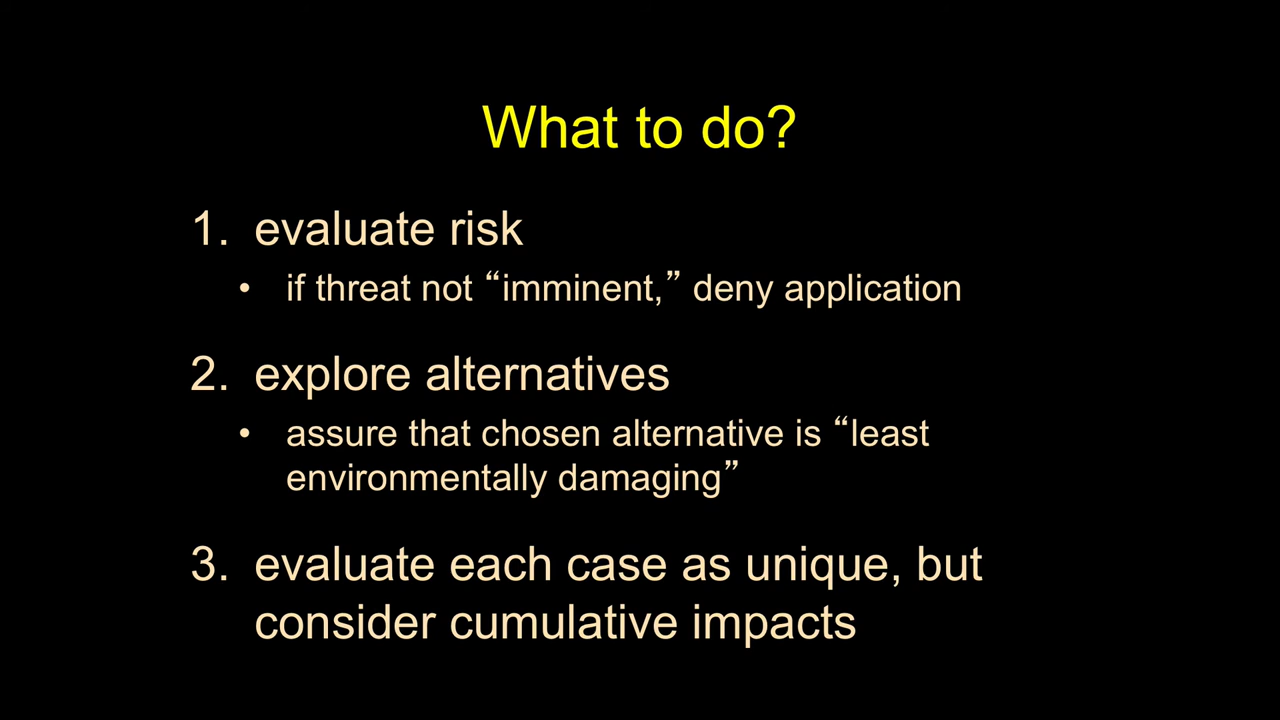 What to do?
1. evaluate risk
• if threat not “imminent,” deny application
2. explore alternatives
• assure that chosen alternative is “least
environmentally damaging”
3. evaluate each case as unique, but
consider cumulative impacts